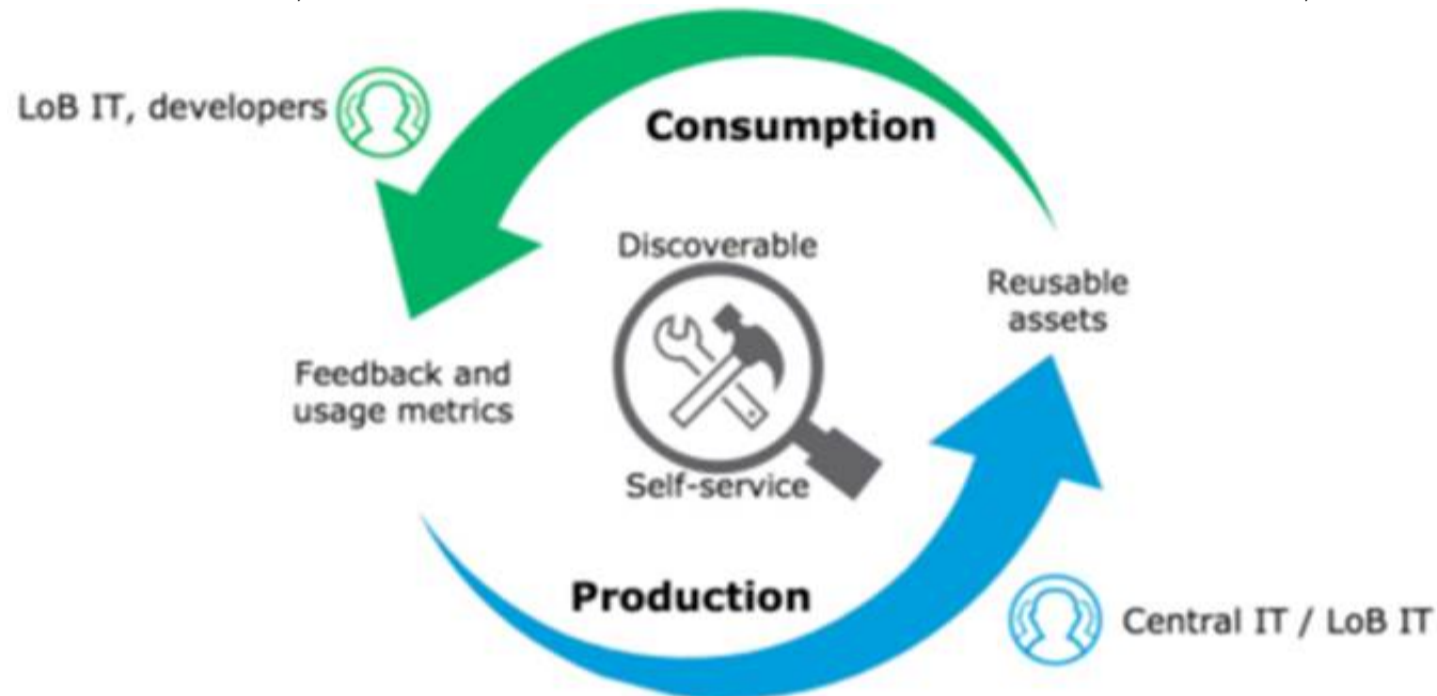 LoB IT, developers
Consumption
Discoverable
Reusable
assets
Feedback and
usage metrics
Self-service
Production
Central IT / LoB IT